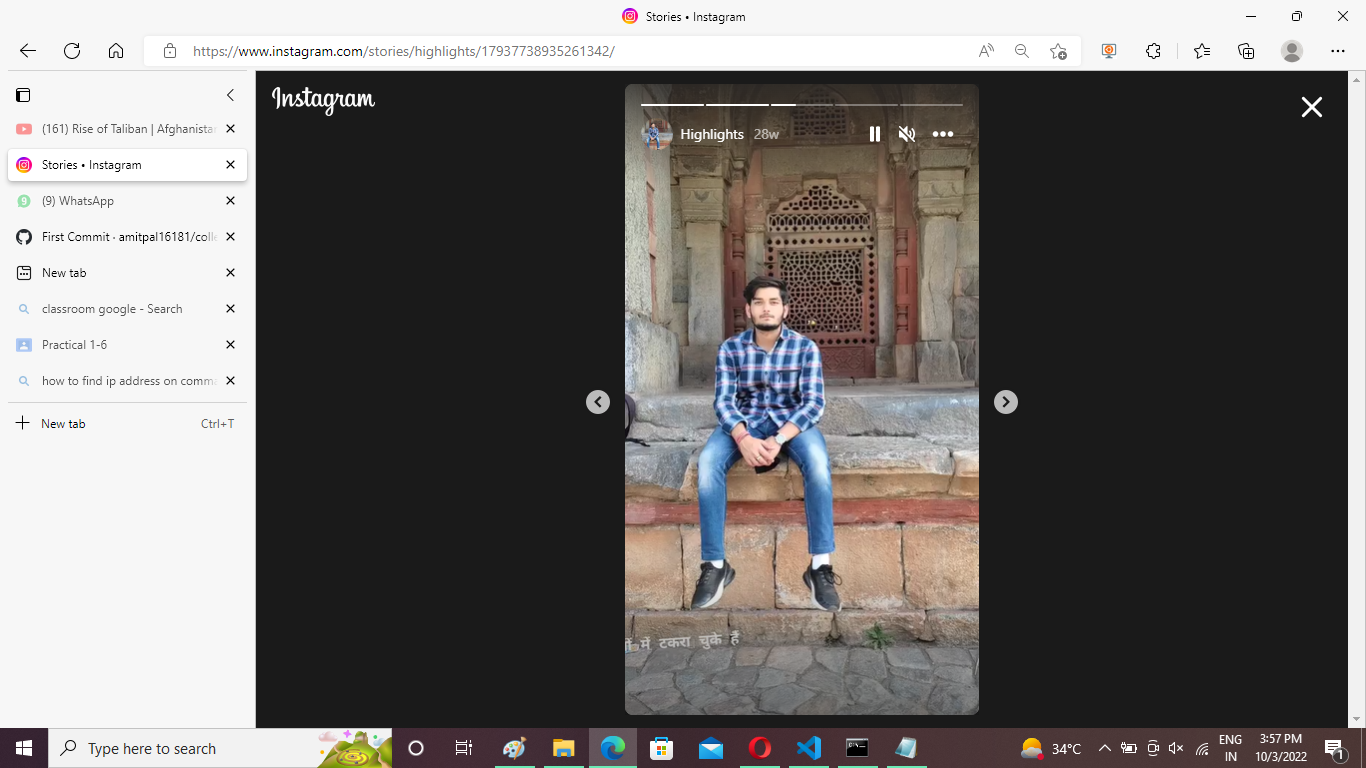 Stories • Instagram
https://www.instagram.com/stories/highlights/17937738935261342/
Instagram
(161) Rise of Taliban | Afghanistan
Stories • Instagram
(9) WhatsApp
First Commit · amitpal16181/colle
New tab
classroom google - Search
Practical 1-6
how to find ip address on comma
New tab Ctrl+T
Highlights 28w
में टकरा चुके हैं
Type here to search
34°C
ENG
IN
3:57 PM
10/3/2022
1